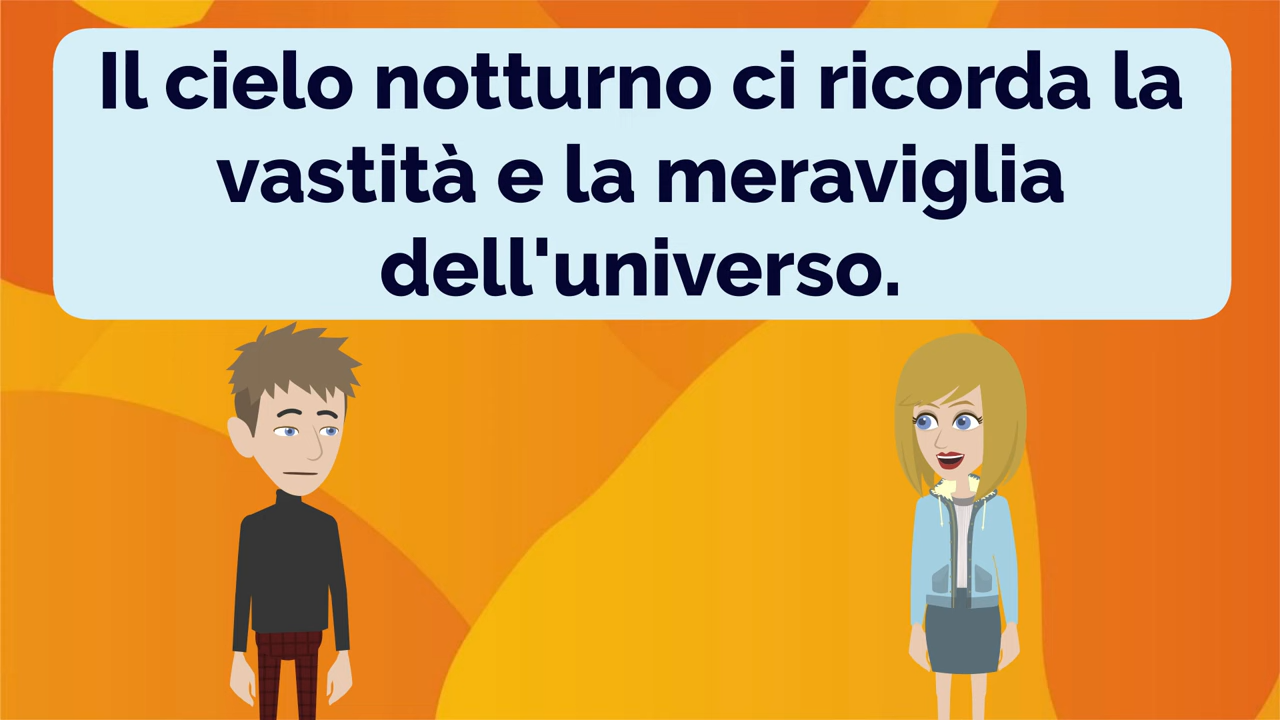 Il cielo notturno ci ricorda la
vastità e la meraviglia
dell'universo.